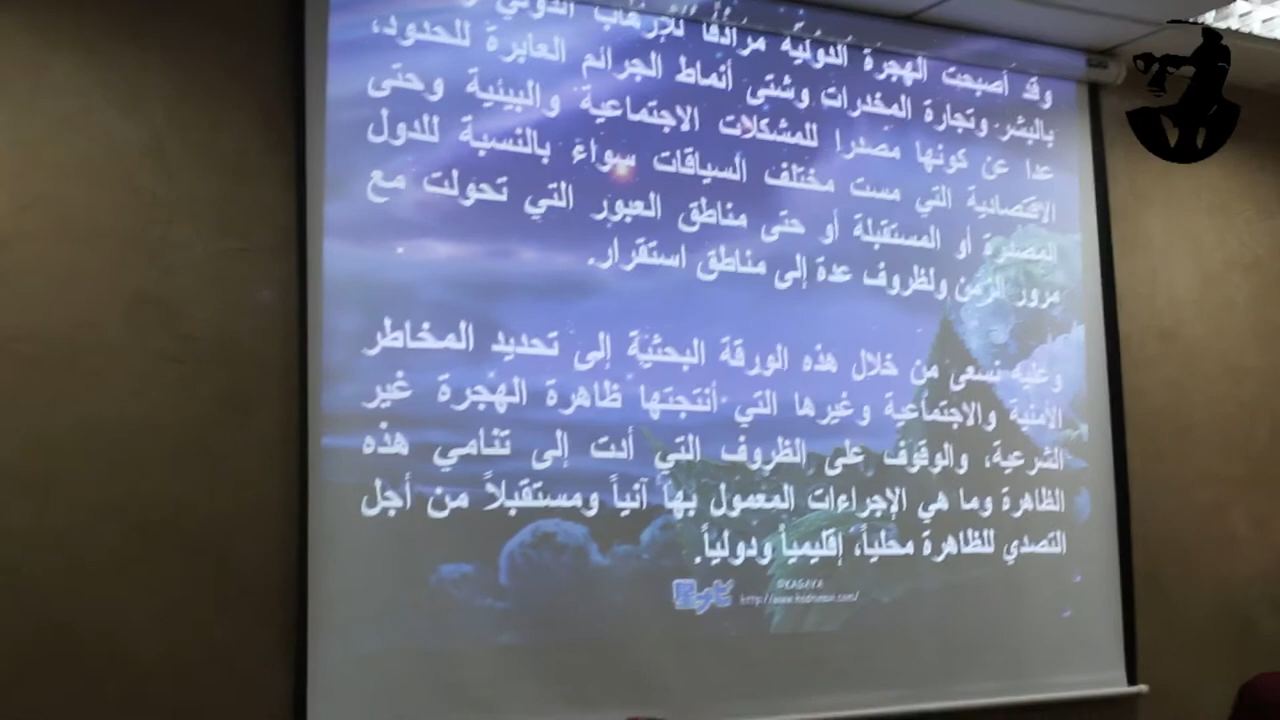 وقد أصبحت الهجرة الدولية مرادفا للإرهاب الدولي
بالبشر وتجارة المخدرات وشتى أنماط الجرائم العابرة للحدود،
عدا عن كونها مصدرا للمشكلات الاجتماعية والبيئية وحتى
الاقتصادية التي مست مختلف السياقات سواءً بالنسبة للدول
المصدرة أو المستقبلة أو حتى مناطق العبور التي تحولت مع
مرور الزمن ولظروف عدة إلى مناطق استقرار.
وعليه نسعى من خلال هذه الورقة البحثية إلى تحديد المخاطر
الأمنية والاجتماعية وغيرها التي أنتجتها ظاهرة الهجرة غير
الشرعية، والوقوف على الظروف التي أدت إلى تنامي هذه
الظاهرة وما هي الإجراءات المعمول بها آنياً ومستقبلاً من أجل
التصدي للظاهرة محلياً، إقليمياً ودولياً.
©KAGAYA